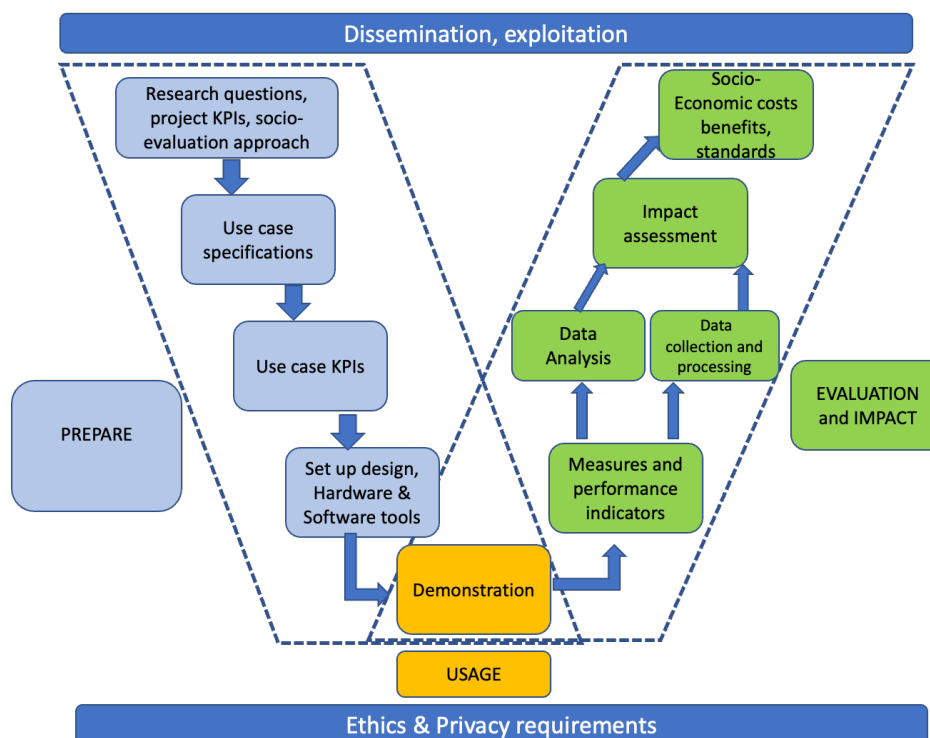 Dissemination, exploitation
Research questions,
project KPIs, socio-
evaluation approach
Use case
specifications
Use case KPIs
PREPARE
Set up design,
Hardware &
Software tools
Demonstration
USAGE
Socio-
Economic costs
benefits,
standards
Impact
assessment
Data
Analysis
Data
collection and
processing
EVALUATION
and IMPACT
Measures and
performance
indicators
Ethics & Privacy requirements